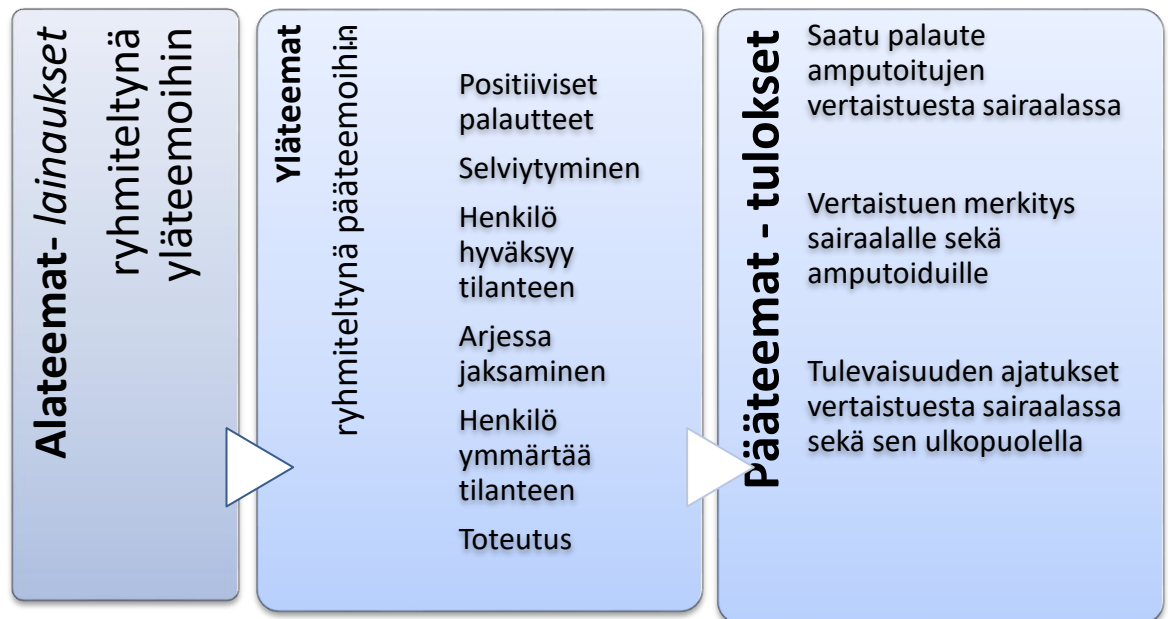 Alateemat- lainaukset
ryhmiteltynä
yläteemoihin
Yläteemat
ryhmiteltynä pääteemoihin
Positiiviset
palautteet
Selviytyminen
Henkilö
hyväksyy
tilanteen
Arjessa
jaksaminen
Henkilö
ymmärtää
tilanteen
Toteutus
Pääteemat - tulokset
Saatu palaute
amputoitujen
vertaistuesta sairaalassa
Vertaistuen merkitys
sairaalalle sekä
amputoiduille
Tulevaisuuden ajatukset
vertaistuesta sairaalassa
sekä sen ulkopuolella